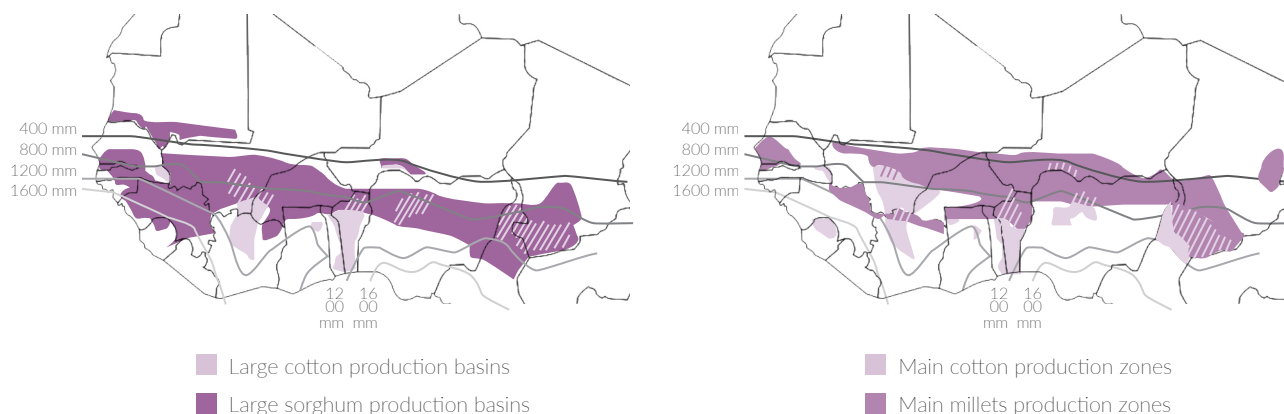 400 mm
800 mm
1200 mm
1600 mm
12
00
mm
16
00
mm
Large cotton production basins
Large sorghum production basins
400 mm
800 mm
1200 mm
1600 mm
12
00
mm
16
00
mm
Main cotton production zones
Main millets production zones